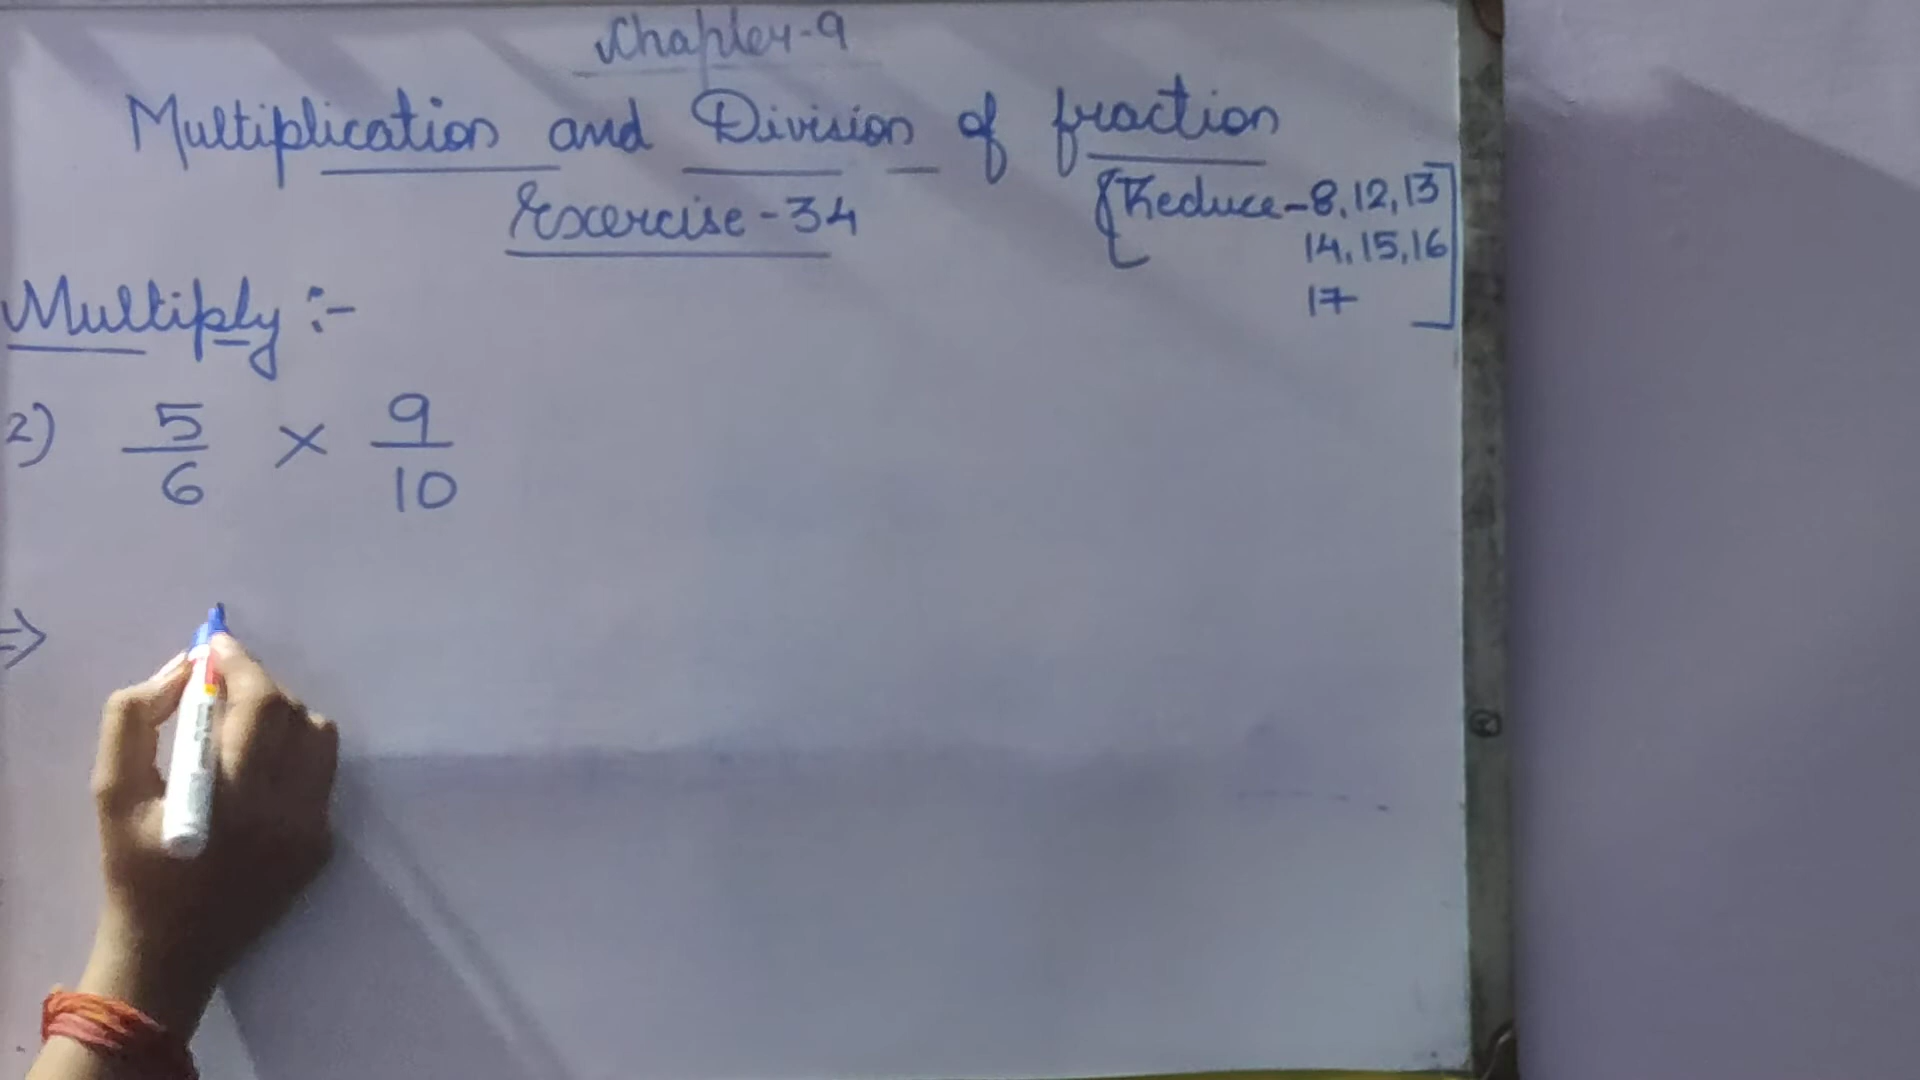 Chapter-9
Multiplication and Division of fraction
Exercise-34
{Reduce-8,12,13
14,15,16
17 ]
Multiply :-
2) 5/6 × 9/10
⇒